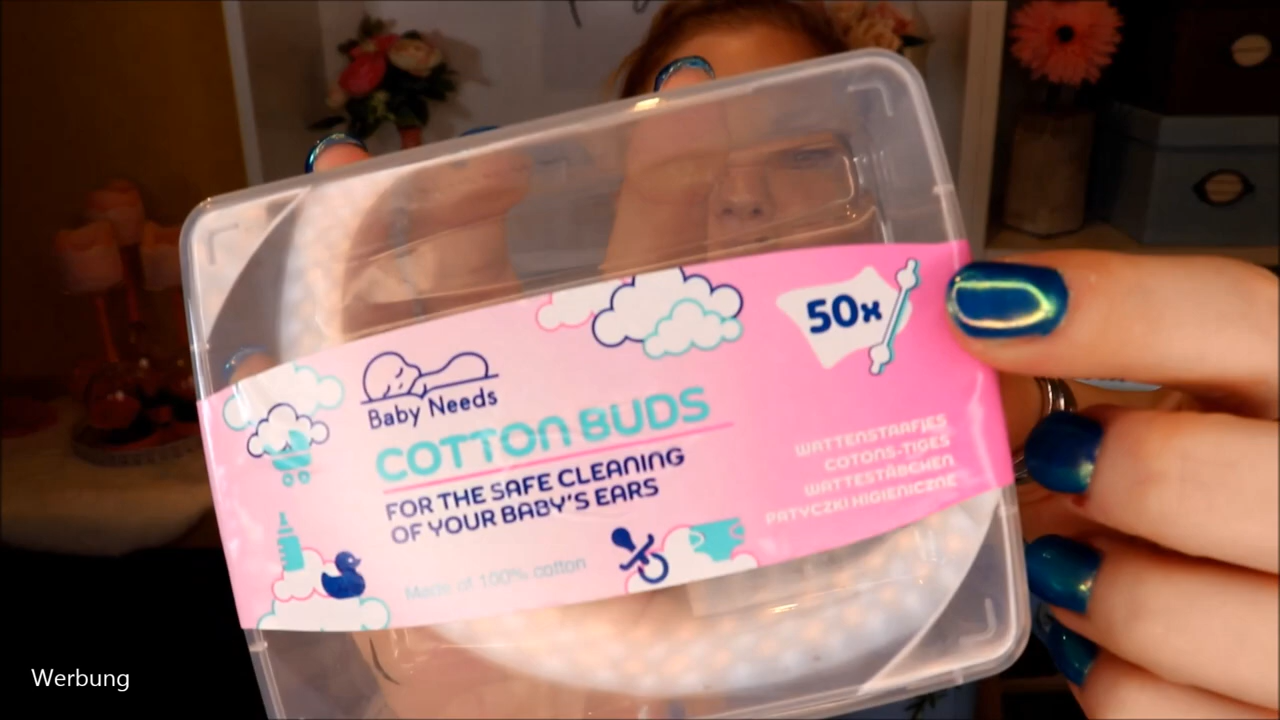 50x
Baby Needs
COTTON BUDS
FOR THE SAFE CLEANING
OF YOUR BABY'S EARS
Made of 100% cotton
WATTENSTAAFJES
COTONS-TIGES
WATTESTÄBCHEN
PATYCZKI HIGIENICZNE
Werbung